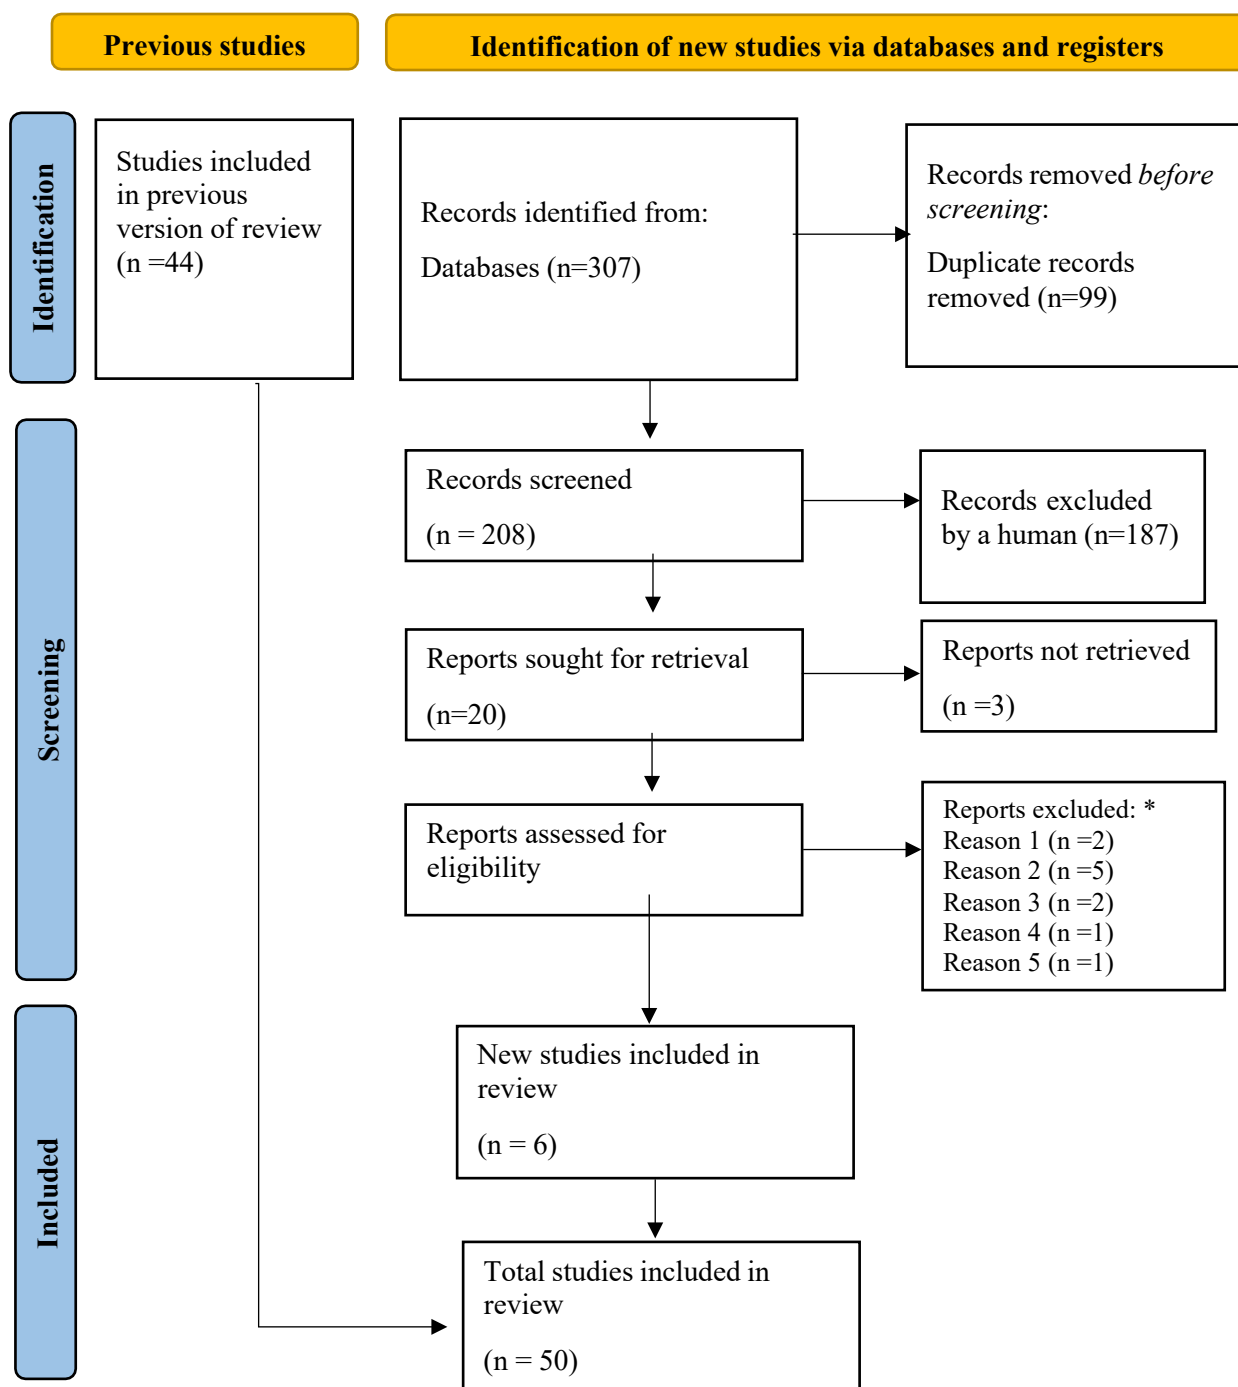 Previous studies
Identification of new studies via databases and registers
Identification
Studies included
in previous
version of review
(n =44)
Records identified from:
Databases (n=307)
Records removed before
screening:
Duplicate records
removed (n=99)
Screening
Records screened
(n = 208)
Records excluded
by a human (n=187)
Reports sought for retrieval
(n=20)
Reports not retrieved
(n =3)
Reports assessed for
eligibility
Reports excluded: *
Reason 1 (n =2)
Reason 2 (n =5)
Reason 3 (n =2)
Reason 4 (n =1)
Reason 5 (n =1)
Included
New studies included in
review
(n = 6)
Total studies included in
review
(n = 50)